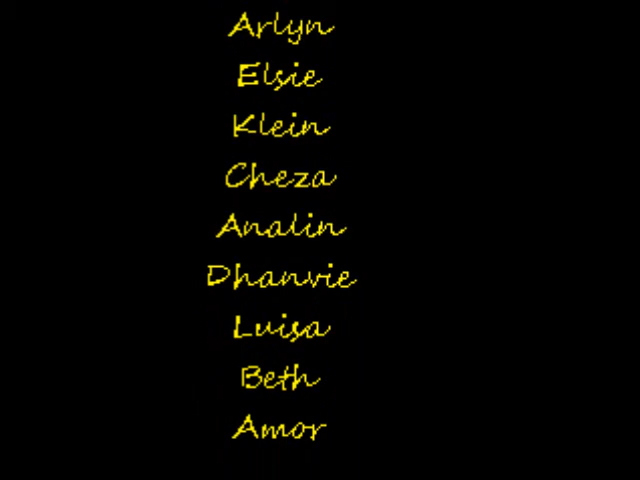 Arlyn
Elsie
Klein
Cheza
Analin
Dhanvie
Luisa
Beth
Amor